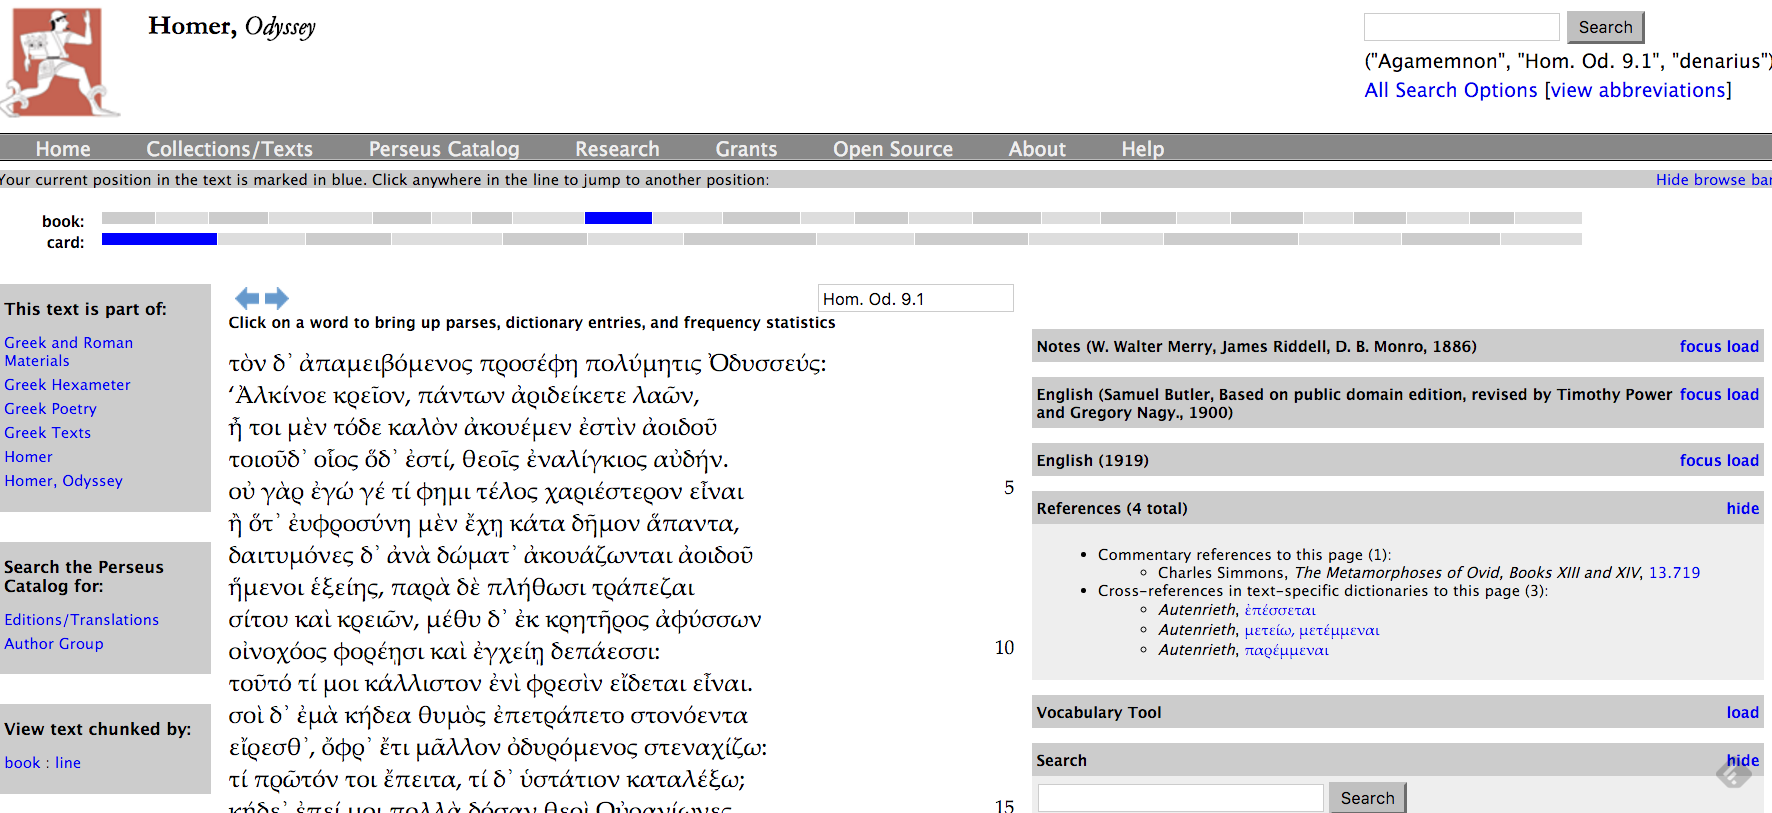 Homer, Odyssey
Search
("Agamemnon", "Hom. Od. 9.1", "denarius")
All Search Options [view abbreviations]
Home Collections/Texts Perseus Catalog Research Grants Open Source About Help
Your current position in the text is marked in blue. Click anywhere in the line to jump to another position:
Hide browse bar
book:
card:
This text is part of:
Greek and Roman
Materials
Greek Hexameter
Greek Poetry
Greek Texts
Homer
Homer, Odyssey
Search the Perseus
Catalog for:
Editions/Translations
Author Group
View text chunked by:
book : line
Hom. Od. 9.1
Click on a word to bring up parses, dictionary entries, and frequency statistics
τὸν δ᾽ ἀπαμειβόμενος προσέφη πολύμητις Ὀδυσσεύς:
‘Ἀλκίνοε κρεῖον, πάντων ἀριδείκετε λαῶν,
ἦ τοι μὲν τόδε καλὸν ἀκουέμεν ἐστὶν ἀοιδοῦ
τοιοῦδ᾽ οἷος ὅδ᾽ ἐστί, θεοῖς ἐναλίγκιος αὐδήν.
οὐ γὰρ ἐγώ γέ τί φημι τέλος χαριέστερον εἶναι 5
ἢ ὅτ᾽ ἐυφροσύνη μὲν ἔχῃ κάτα δῆμον ἅπαντα,
δαιτυμόνες δ᾽ ἀνὰ δώματ᾽ ἀκουάζωνται ἀοιδοῦ
ἥμενοι ἑξείης, παρὰ δὲ πλήθωσι τράπεζαι
σίτου καὶ κρειῶν, μέθυ δ᾽ ἐκ κρητῆρος ἀφύσσων
οἰνοχόος φορέῃσι καὶ ἐγχείῃ δεπάεσσι: 10
τοῦτό τί μοι κάλλιστον ἐνὶ φρεσὶν εἴδεται εἶναι.
σοὶ δ᾽ ἐμὰ κήδεα θυμὸς ἐπετράπετο στονόεντα
εἴρεσθ᾽, ὄφρ᾽ ἔτι μᾶλλον ὀδυρόμενος στεναχίζω:
τί πρῶτόν τοι ἔπειτα, τί δ᾽ ὑστάτιον καταλέξω;
κήδε᾽ ἐπεί μοι πολλὰ δόσαν θεοὶ Οὐρανίωνες. 15
Notes (W. Walter Merry, James Riddell, D. B. Monro, 1886) focus load
English (Samuel Butler, Based on public domain edition, revised by Timothy Power focus load
and Gregory Nagy., 1900)
English (1919) focus load
References (4 total) hide
• Commentary references to this page (1):
◦ Charles Simmons, The Metamorphoses of Ovid, Books XIII and XIV, 13.719
• Cross-references in text-specific dictionaries to this page (3):
◦ Autenrieth, ἐπέσσεται
◦ Autenrieth, μετείω, μετέμμεναι
◦ Autenrieth, παρέμμεναι
Vocabulary Tool load
Search hide
Search